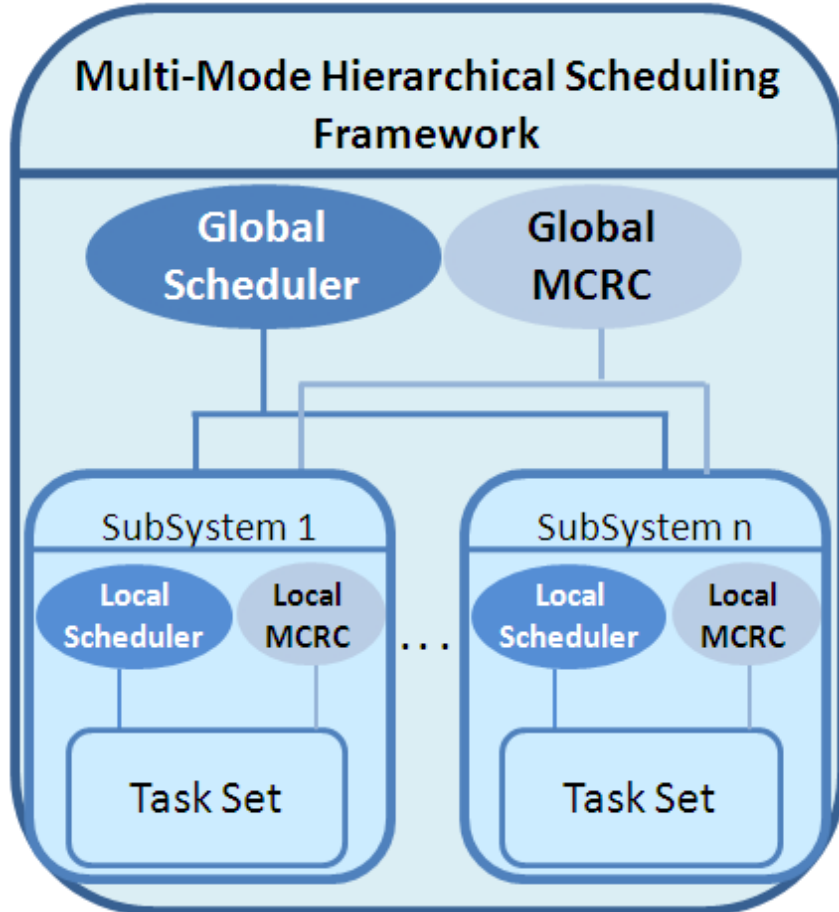 Multi-Mode Hierarchical Scheduling
Framework
Global
Scheduler
Global
MCRC
SubSystem 1
Local
Scheduler
Local
MCRC
Task Set
...
SubSystem n
Local
Scheduler
Local
MCRC
Task Set